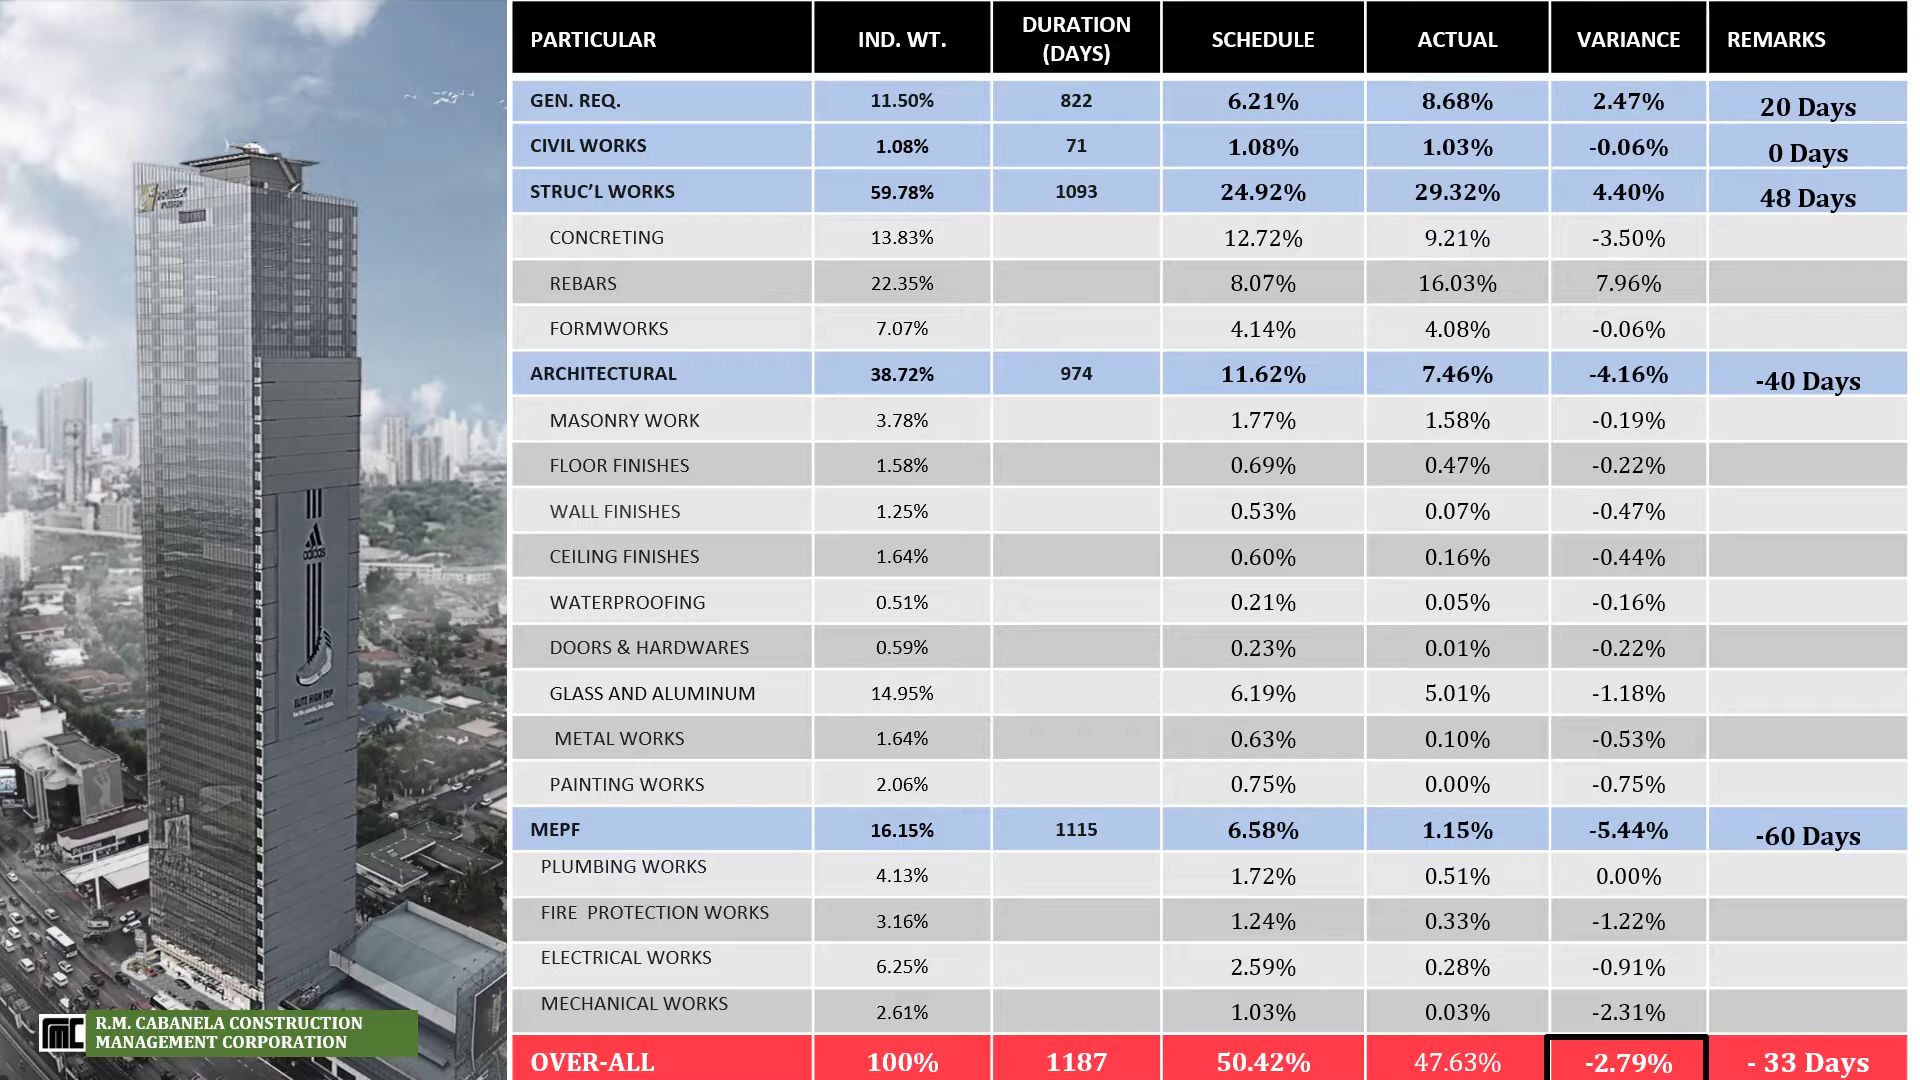 PARTICULAR IND. WT. DURATION (DAYS) SCHEDULE ACTUAL VARIANCE REMARKS
GEN. REQ. 11.50% 822 6.21% 8.68% 2.47% 20 Days
CIVIL WORKS 1.08% 71 1.08% 1.03% -0.06% 0 Days
STRUC’L WORKS 59.78% 1093 24.92% 29.32% 4.40% 48 Days
CONCRETING 13.83% 12.72% 9.21% -3.50%
REBARS 22.35% 8.07% 16.03% 7.96%
FORMWORKS 7.07% 4.14% 4.08% -0.06%
ARCHITECTURAL 38.72% 974 11.62% 7.46% -4.16% -40 Days
MASONRY WORK 3.78% 1.77% 1.58% -0.19%
FLOOR FINISHES 1.58% 0.69% 0.47% -0.22%
WALL FINISHES 1.25% 0.53% 0.07% -0.47%
CEILING FINISHES 1.64% 0.60% 0.16% -0.44%
WATERPROOFING 0.51% 0.21% 0.05% -0.16%
DOORS & HARDWARES 0.59% 0.23% 0.01% -0.22%
GLASS AND ALUMINUM 14.95% 6.19% 5.01% -1.18%
METAL WORKS 1.64% 0.63% 0.10% -0.53%
PAINTING WORKS 2.06% 0.75% 0.00% -0.75%
MEPF 16.15% 1115 6.58% 1.15% -5.44% -60 Days
PLUMBING WORKS 4.13% 1.72% 0.51% 0.00%
FIRE PROTECTION WORKS 3.16% 1.24% 0.33% -1.22%
ELECTRICAL WORKS 6.25% 2.59% 0.28% -0.91%
MECHANICAL WORKS 2.61% 1.03% 0.03% -2.31%
OVER-ALL 100% 1187 50.42% 47.63% -2.79% - 33 Days
adidas
ELITE HIGH TOP
PETRON
RMC
R.M. CABANELA CONSTRUCTION
MANAGEMENT CORPORATION